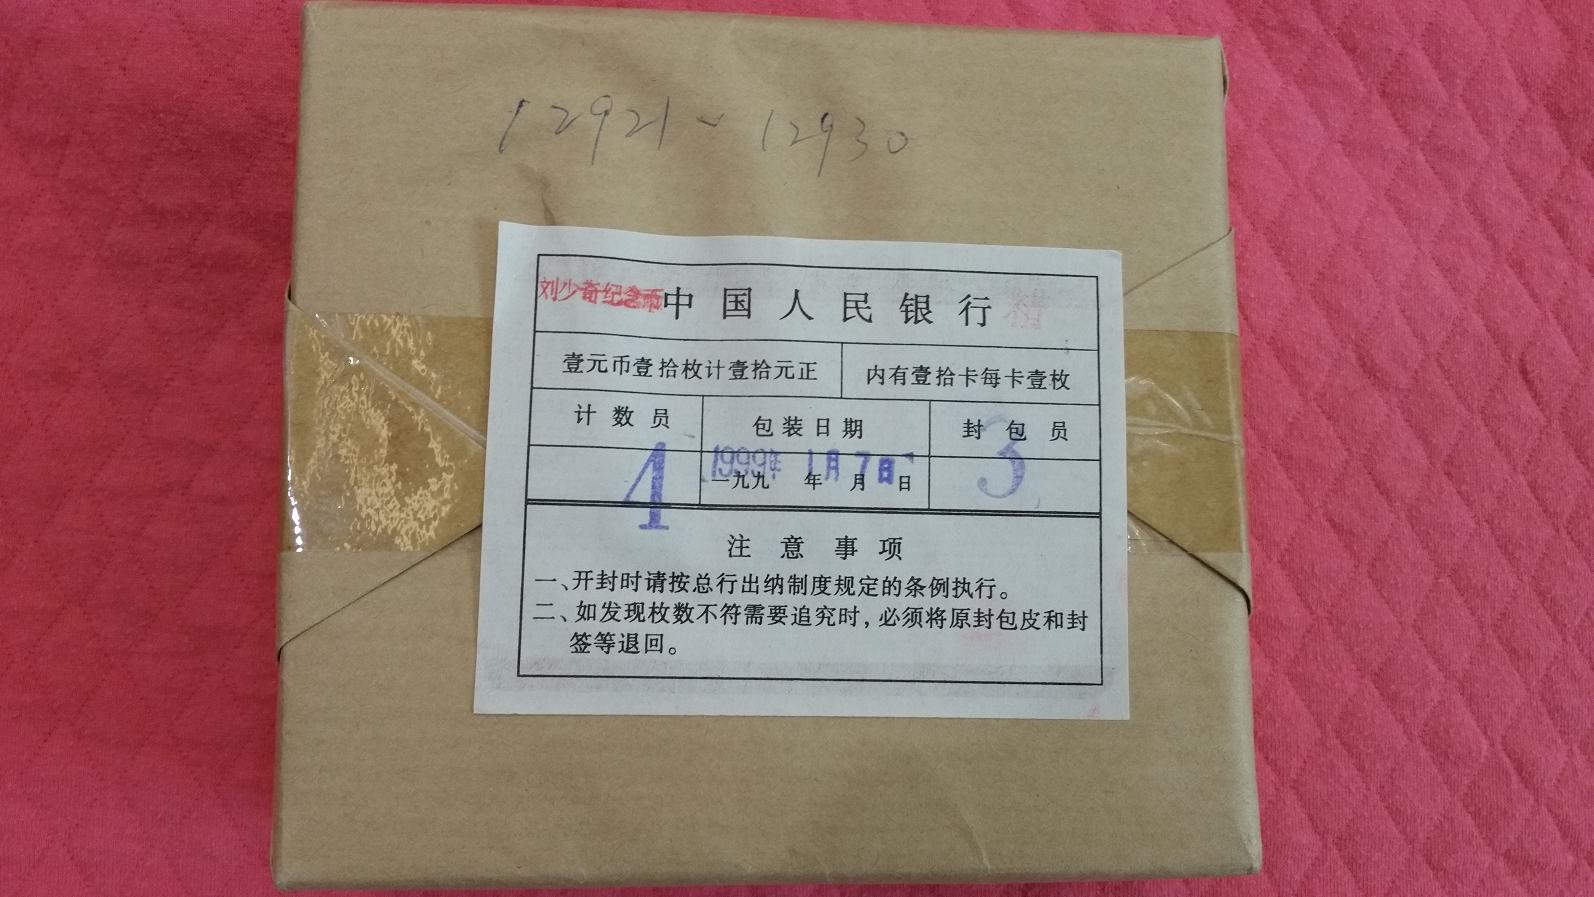 12921~12930
刘少奇纪念币 中国人民银行 精
壹元币壹拾枚计壹拾元正 内有壹拾卡每卡壹枚
计数员 包装日期 封包员
4 1999年 1月 7日 3
一九九 年 月 日
注意事项
一、开封时请按总行出纳制度规定的条例执行。
二、如发现枚数不符需要追究时,必须将原封包皮和封
签等退回。